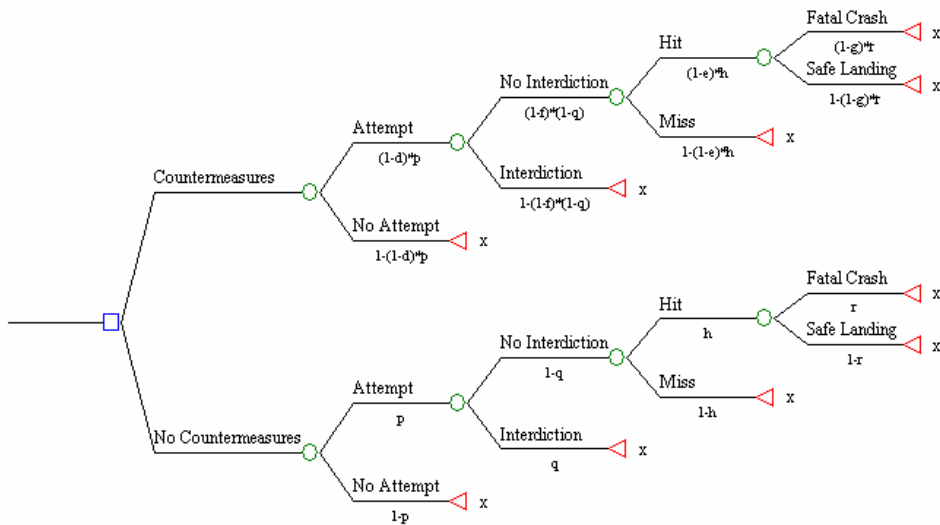 Fatal Crash
x
(1-g)*r
Hit
Safe Landing
x
(1-e)*h
1-(1-g)*r
No Interdiction
(1-f)*(1-q)
Miss
x
1-(1-e)*h
Attempt
(1-d)*p
Interdiction
x
1-(1-f)*(1-q)
Countermeasures
No Attempt
x
1-(1-d)*p
Fatal Crash
x
r
Hit
Safe Landing
x
h
1-r
No Interdiction
1-q
Miss
x
1-h
Attempt
p
Interdiction
x
q
No Countermeasures
No Attempt
x
1-p